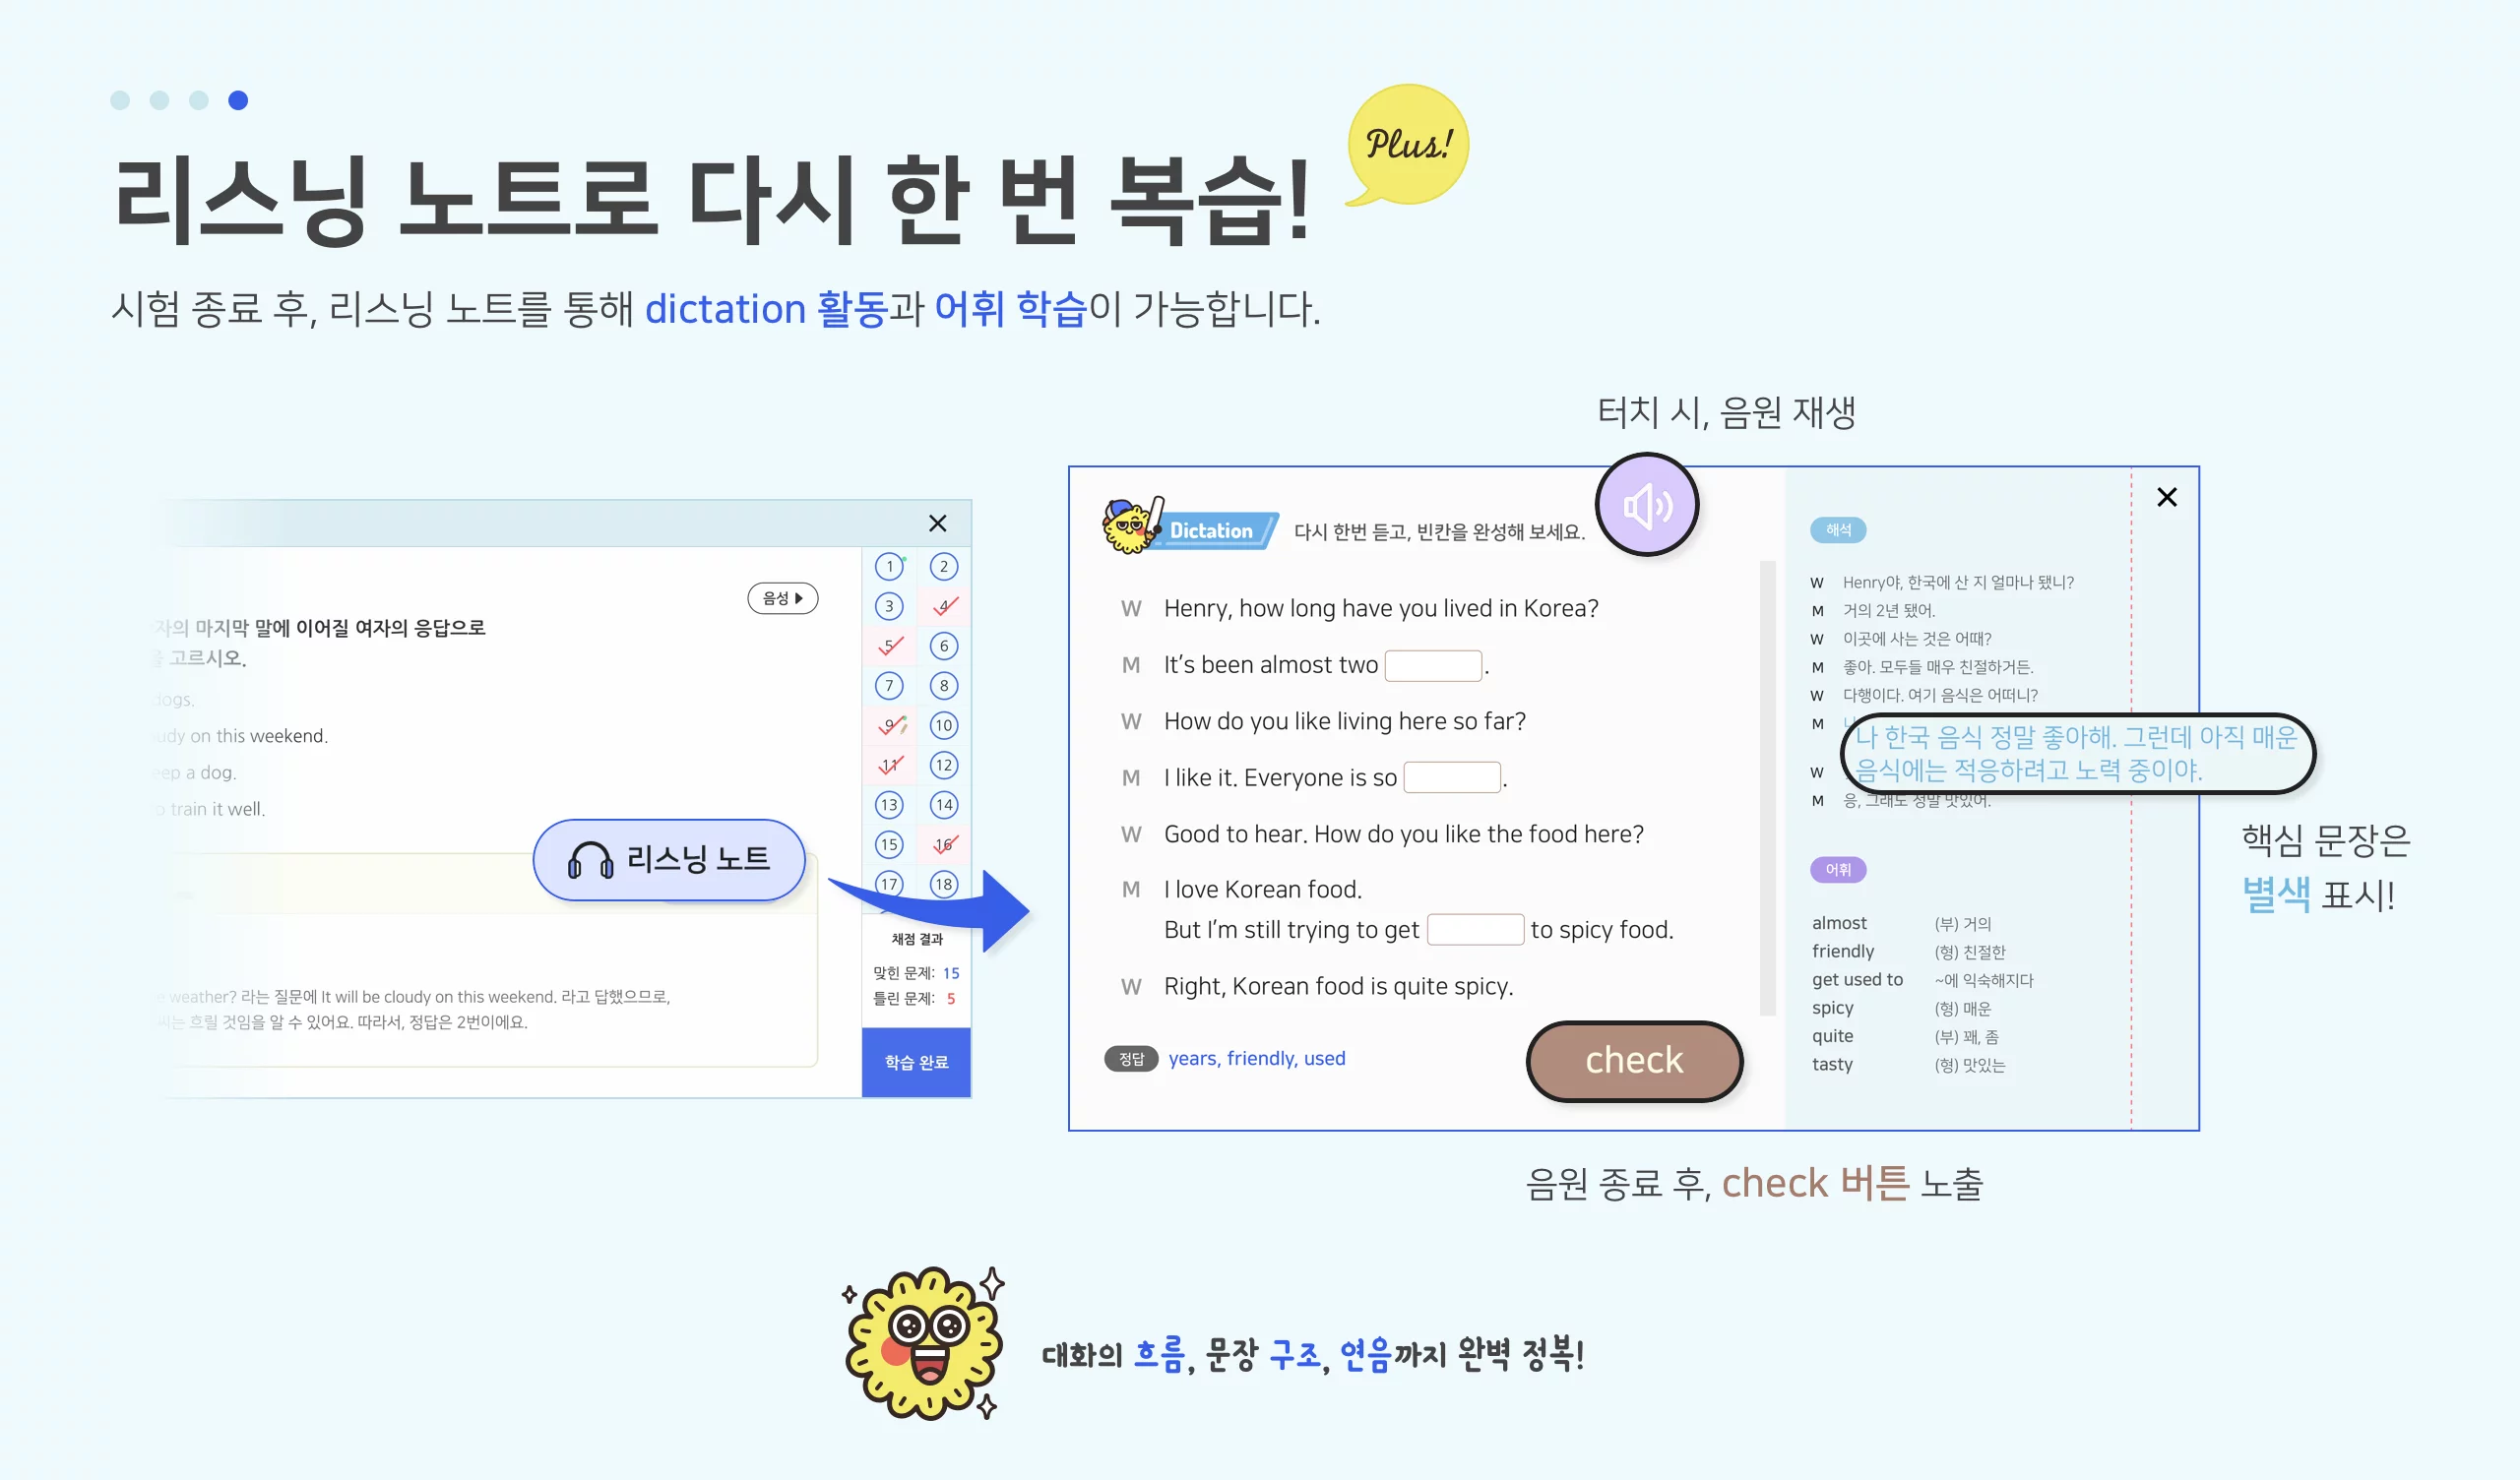 리스닝 노트로 다시 한 번 복습!
Plus!
시험 종료 후, 리스닝 노트를 통해 dictation 활동과 어휘 학습이 가능합니다.
음성
자의 마지막 말에 이어질 여자의 응답으로
을 고르시오.
dogs.
udy on this weekend.
eep a dog.
o train it well.
리스닝 노트
e weather? 라는 질문에 It will be cloudy on this weekend. 라고 답했으므로,
씨는 흐릴 것임을 알 수 있어요. 따라서, 정답은 2번이에요.
1 2
3 4
5 6
7 8
9 10
11 12
13 14
15 16
17 18
채점 결과
맞힌 문제: 15
틀린 문제: 5
학습 완료
터치 시, 음원 재생
Dictation 다시 한번 듣고, 빈칸을 완성해 보세요.
W Henry, how long have you lived in Korea?
M It's been almost two .
W How do you like living here so far?
M I like it. Everyone is so .
W Good to hear. How do you like the food here?
M I love Korean food.
But I'm still trying to get to spicy food.
W Right, Korean food is quite spicy.
정답 years, friendly, used
check
해석
W Henry야, 한국에 산 지 얼마나 됐니?
M 거의 2년 됐어.
W 이곳에 사는 것은 어때?
M 좋아. 모두들 매우 친절하거든.
W 다행이다. 여기 음식은 어떠니?
M 나 한국 음식 정말 좋아해. 그런데 아직 매운
음식에는 적응하려고 노력 중이야.
W
M 응, 그래도 정말 맛있어.
어휘
almost (부) 거의
friendly (형) 친절한
get used to ~에 익숙해지다
spicy (형) 매운
quite (부) 꽤, 좀
tasty (형) 맛있는
핵심 문장은
별색 표시!
음원 종료 후, check 버튼 노출
대화의 흐름, 문장 구조, 연음까지 완벽 정복!